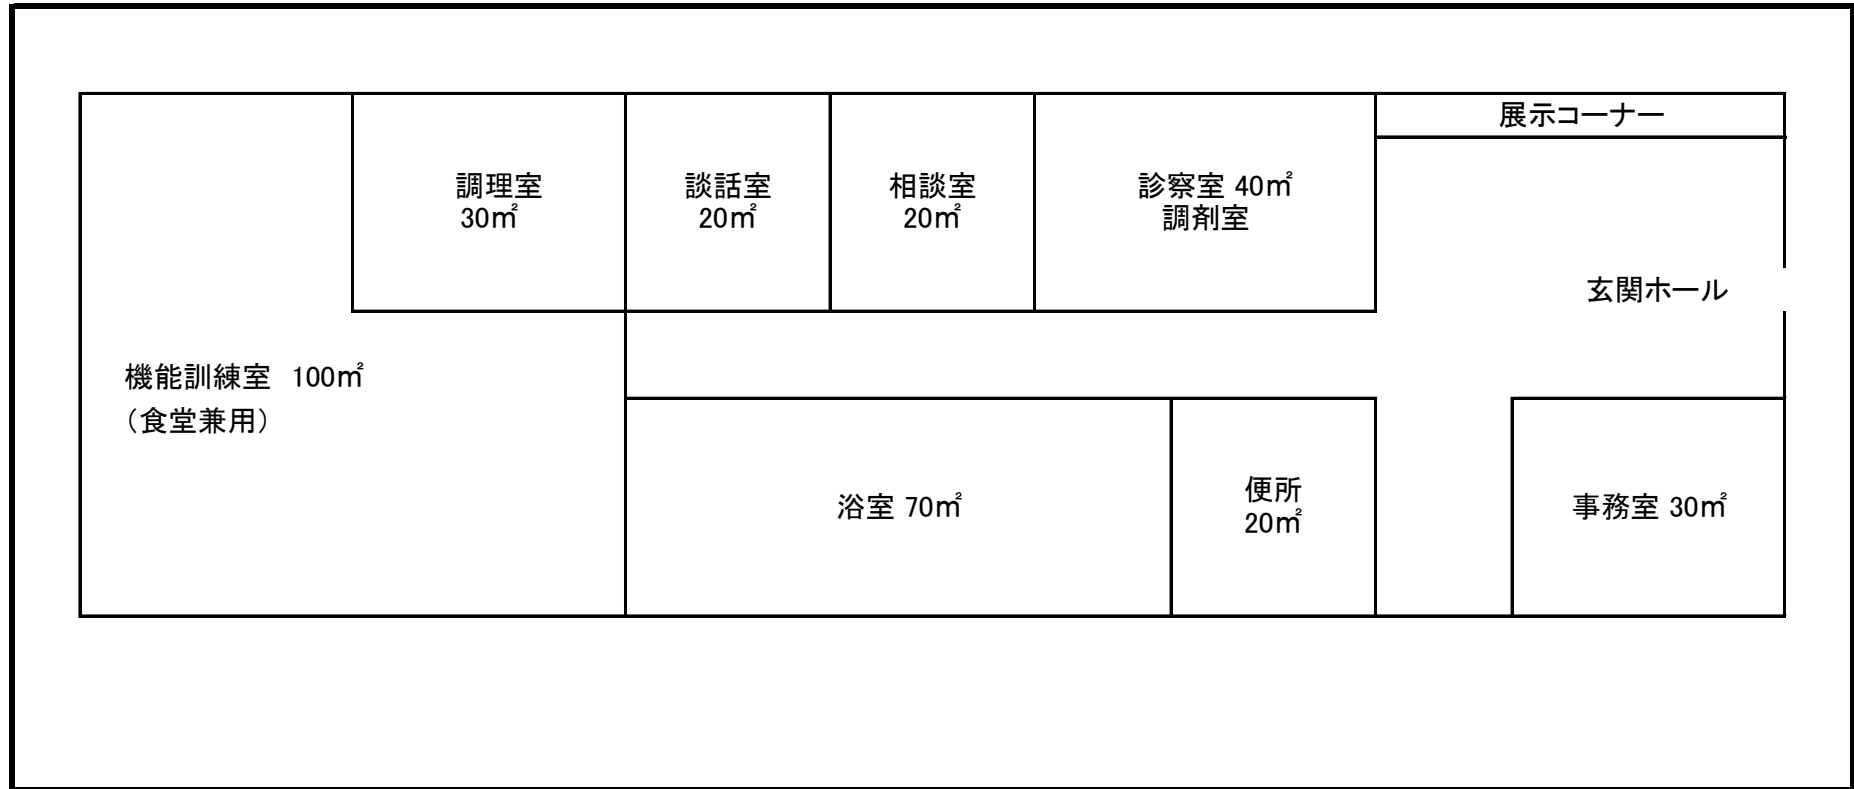 展示コーナー
調理室
30㎡
談話室
20㎡
相談室
20㎡
診察室 40㎡
調剤室
玄関ホール
機能訓練室　100㎡
（食堂兼用）
浴室 70㎡
便所
20㎡
事務室 30㎡